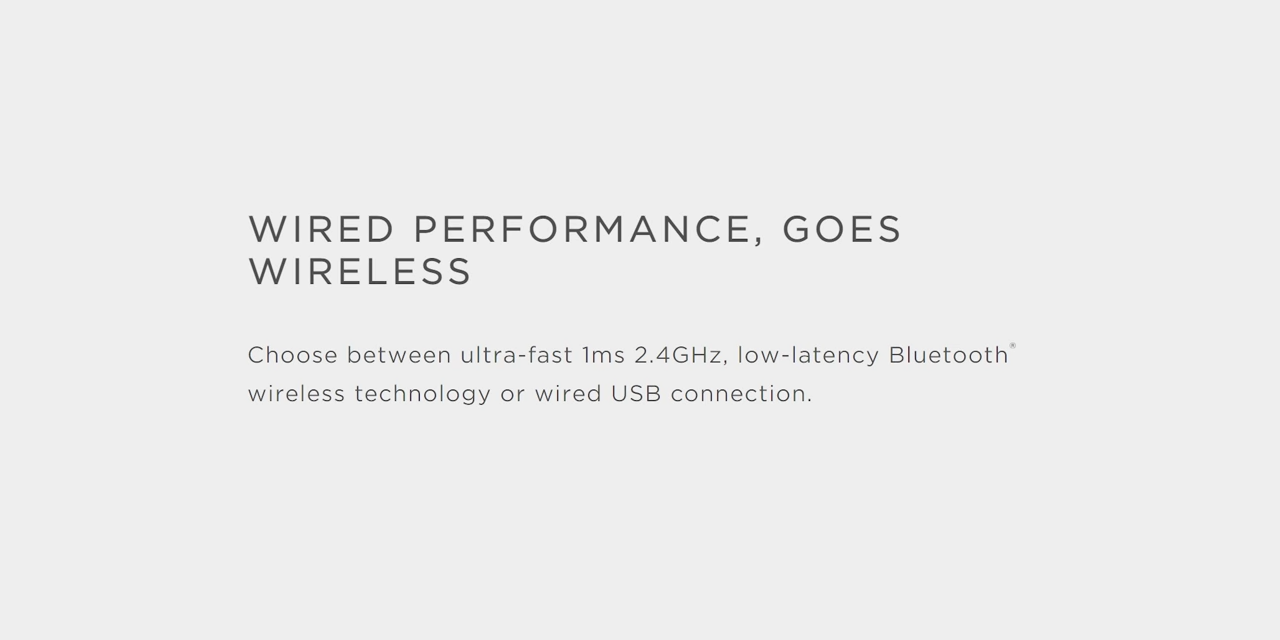 WIRED PERFORMANCE, GOES
WIRELESS
Choose between ultra-fast 1ms 2.4GHz, low-latency Bluetooth®
wireless technology or wired USB connection.